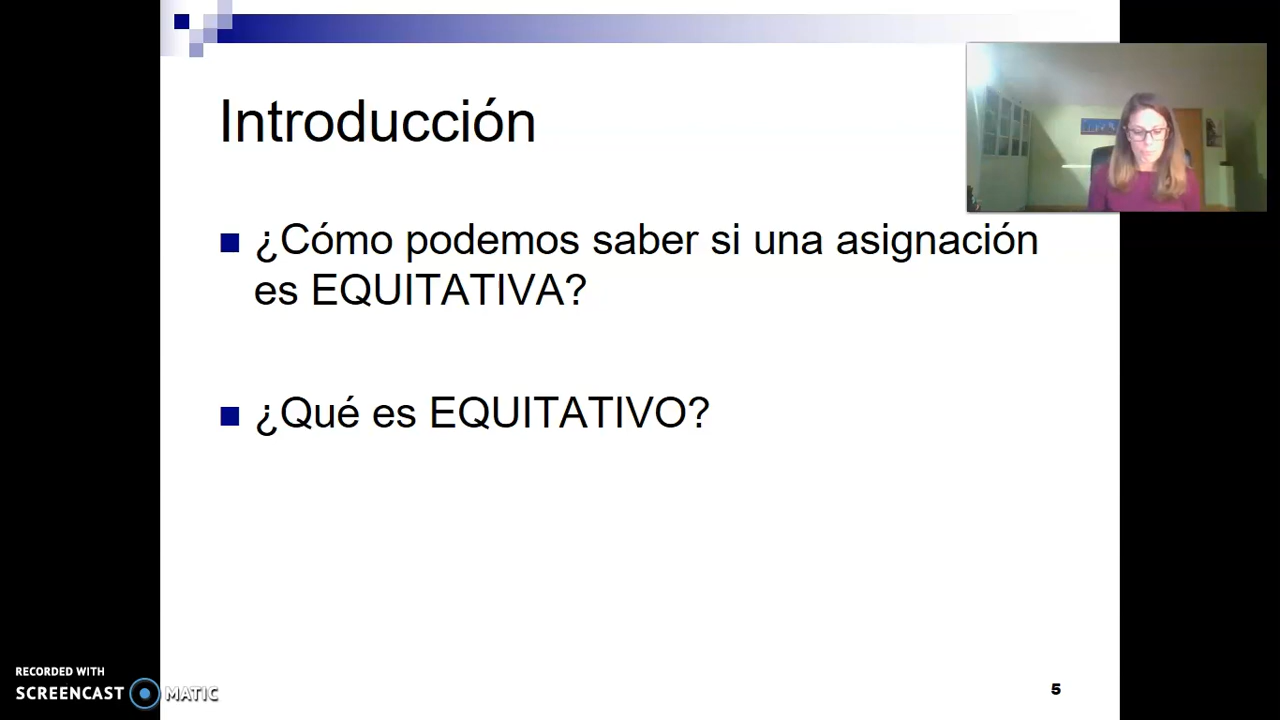 Introducción
¿Cómo podemos saber si una asignación
es EQUITATIVA?
¿Qué es EQUITATIVO?
RECORDED WITH
SCREENCAST MATIC
5